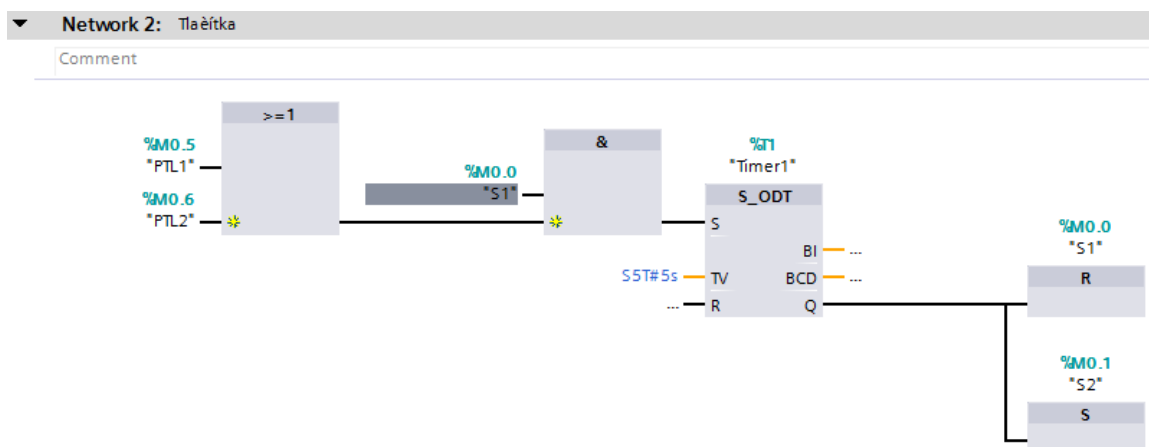 Network 2: Tlaèítka
Comment
>=1
%M0.5
"PTL1"
%M0.6
"PTL2"
&
%M0.0
"S1"
%T1
"Timer1"
S_ODT
S
BI ...
S5T#5s TV
BCD ...
... R
Q
%M0.0
"S1"
R
%M0.1
"S2"
S